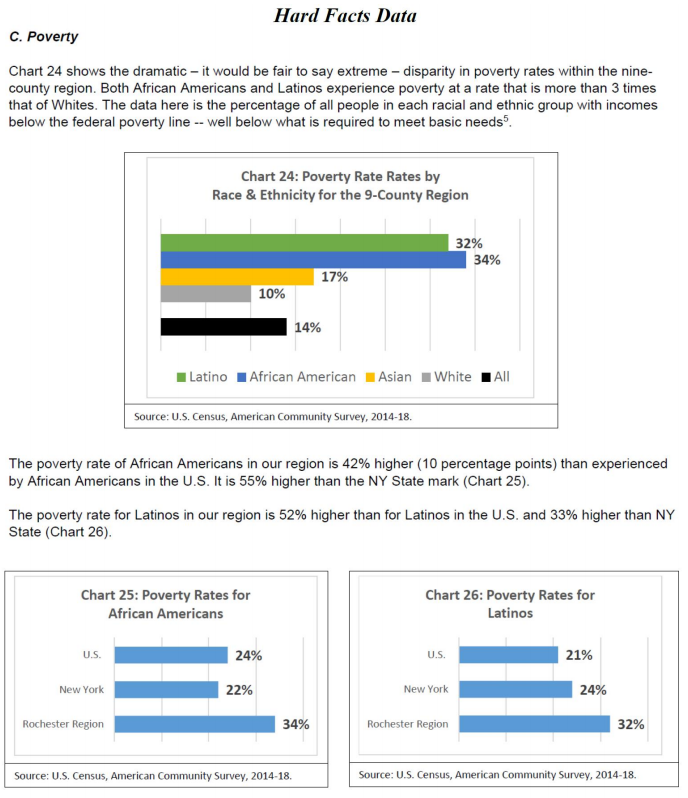 Hard Facts Data
C. Poverty
Chart 24 shows the dramatic – it would be fair to say extreme – disparity in poverty rates within the nine-
county region. Both African Americans and Latinos experience poverty at a rate that is more than 3 times
that of Whites. The data here is the percentage of all people in each racial and ethnic group with incomes
below the federal poverty line -- well below what is required to meet basic needs⁵.
Chart 24: Poverty Rate Rates by
Race & Ethnicity for the 9-County Region
32%
34%
17%
10%
14%
Latino African American Asian White All
Source: U.S. Census, American Community Survey, 2014-18.
The poverty rate of African Americans in our region is 42% higher (10 percentage points) than experienced
by African Americans in the U.S. It is 55% higher than the NY State mark (Chart 25).
The poverty rate for Latinos in our region is 52% higher than for Latinos in the U.S. and 33% higher than NY
State (Chart 26).
Chart 25: Poverty Rates for
African Americans
U.S. 24%
New York 22%
Rochester Region 34%
Source: U.S. Census, American Community Survey, 2014-18.
Chart 26: Poverty Rates for
Latinos
U.S. 21%
New York 24%
Rochester Region 32%
Source: U.S. Census, American Community Survey, 2014-18.